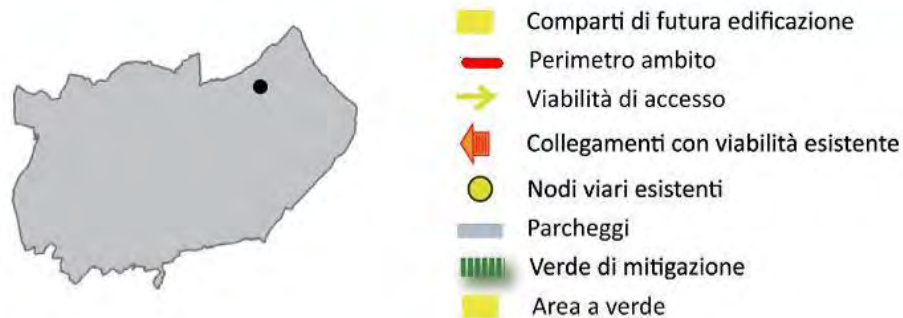 Comparti di futura edificazione
Perimetro ambito
Viabilità di accesso
Collegamenti con viabilità esistente
Nodi viari esistenti
Parcheggi
Verde di mitigazione
Area a verde